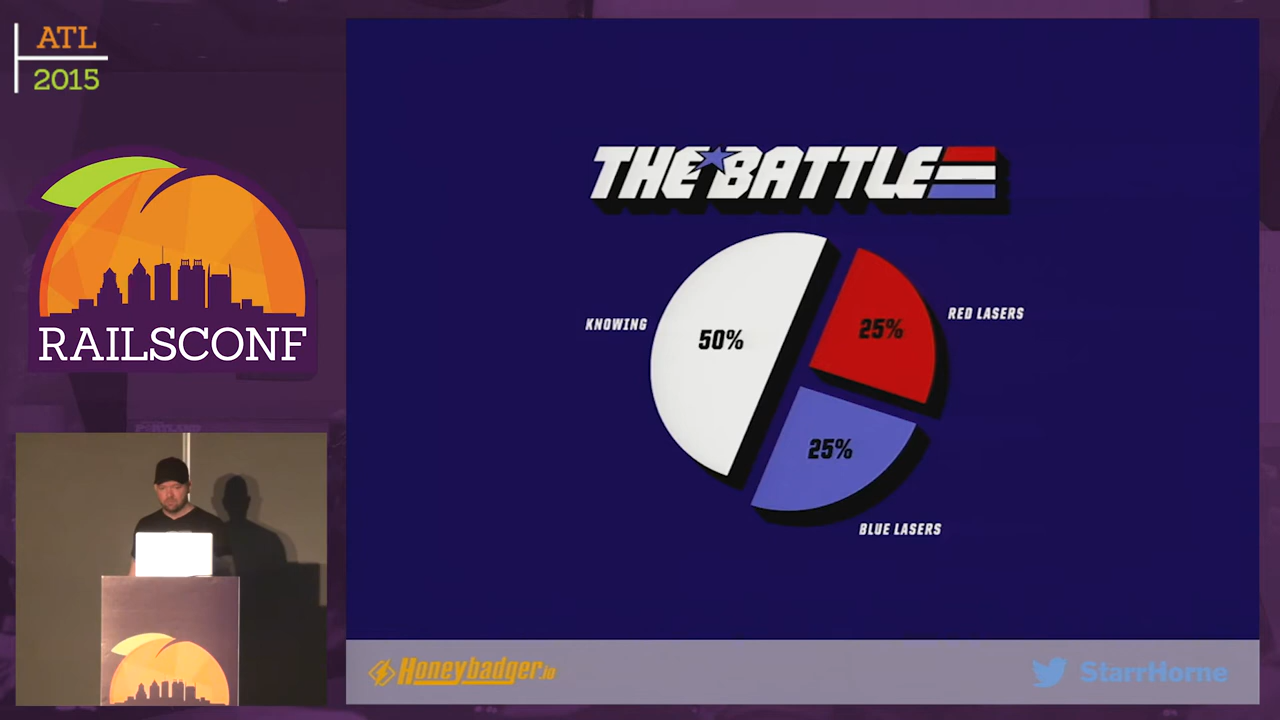 ATL
2015
RAILSCONF
THE BATTLE
KNOWING
50%
25%
RED LASERS
25%
BLUE LASERS
Honeybadger.io
StarrHorne